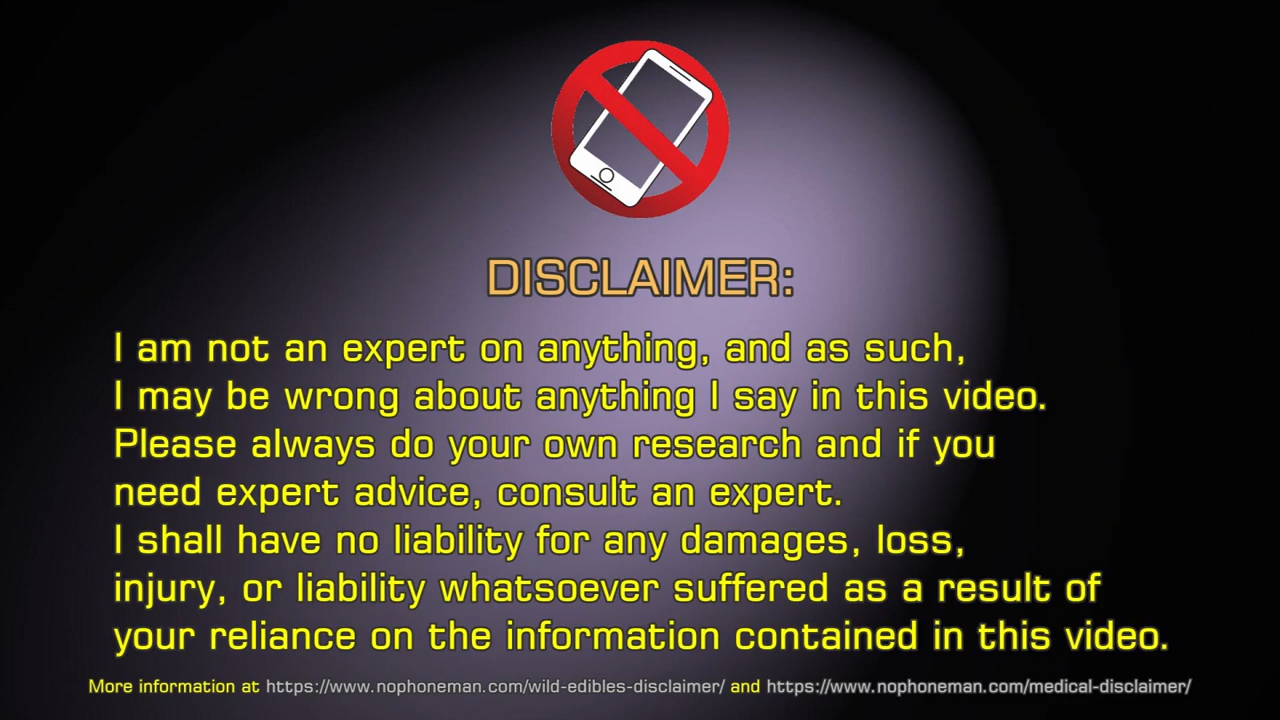 DISCLAIMER:
I am not an expert on anything, and as such,
I may be wrong about anything I say in this video.
Please always do your own research and if you
need expert advice, consult an expert.
I shall have no liability for any damages, loss,
injury, or liability whatsoever suffered as a result of
your reliance on the information contained in this video.
More information at https://www.nophoneman.com/wild-edibles-disclaimer/ and https://www.nophoneman.com/medical-disclaimer/